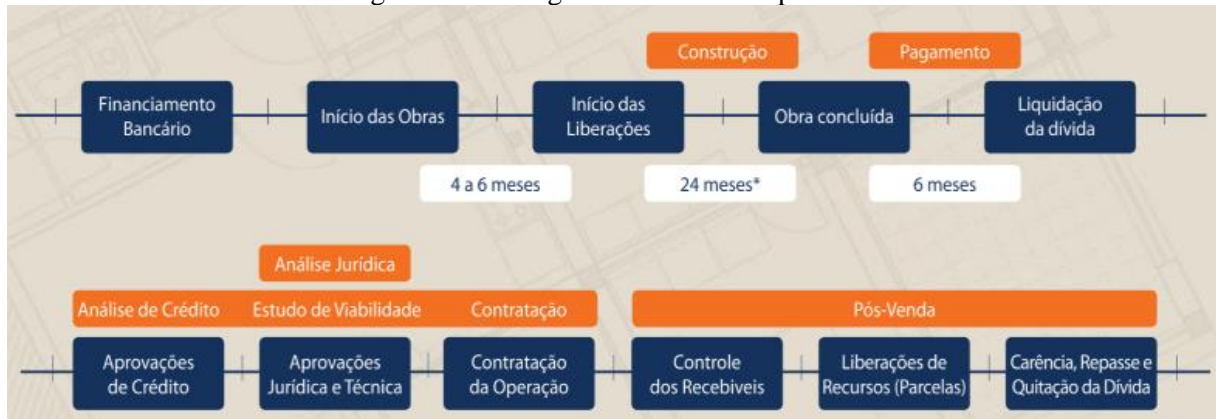 Construção
Pagamento
Financiamento
Bancário
Início das Obras
Início das
Liberações
Obra concluída
Liquidação
da dívida
4 a 6 meses
24 meses*
6 meses
Análise Jurídica
Análise de Crédito
Estudo de Viabilidade
Contratação
Pós-Venda
Aprovações
de Crédito
Aprovações
Jurídica e Técnica
Contratação
da Operação
Controle
dos Recebiveis
Liberações de
Recursos (Parcelas)
Carência, Repasse e
Quitação da Dívida